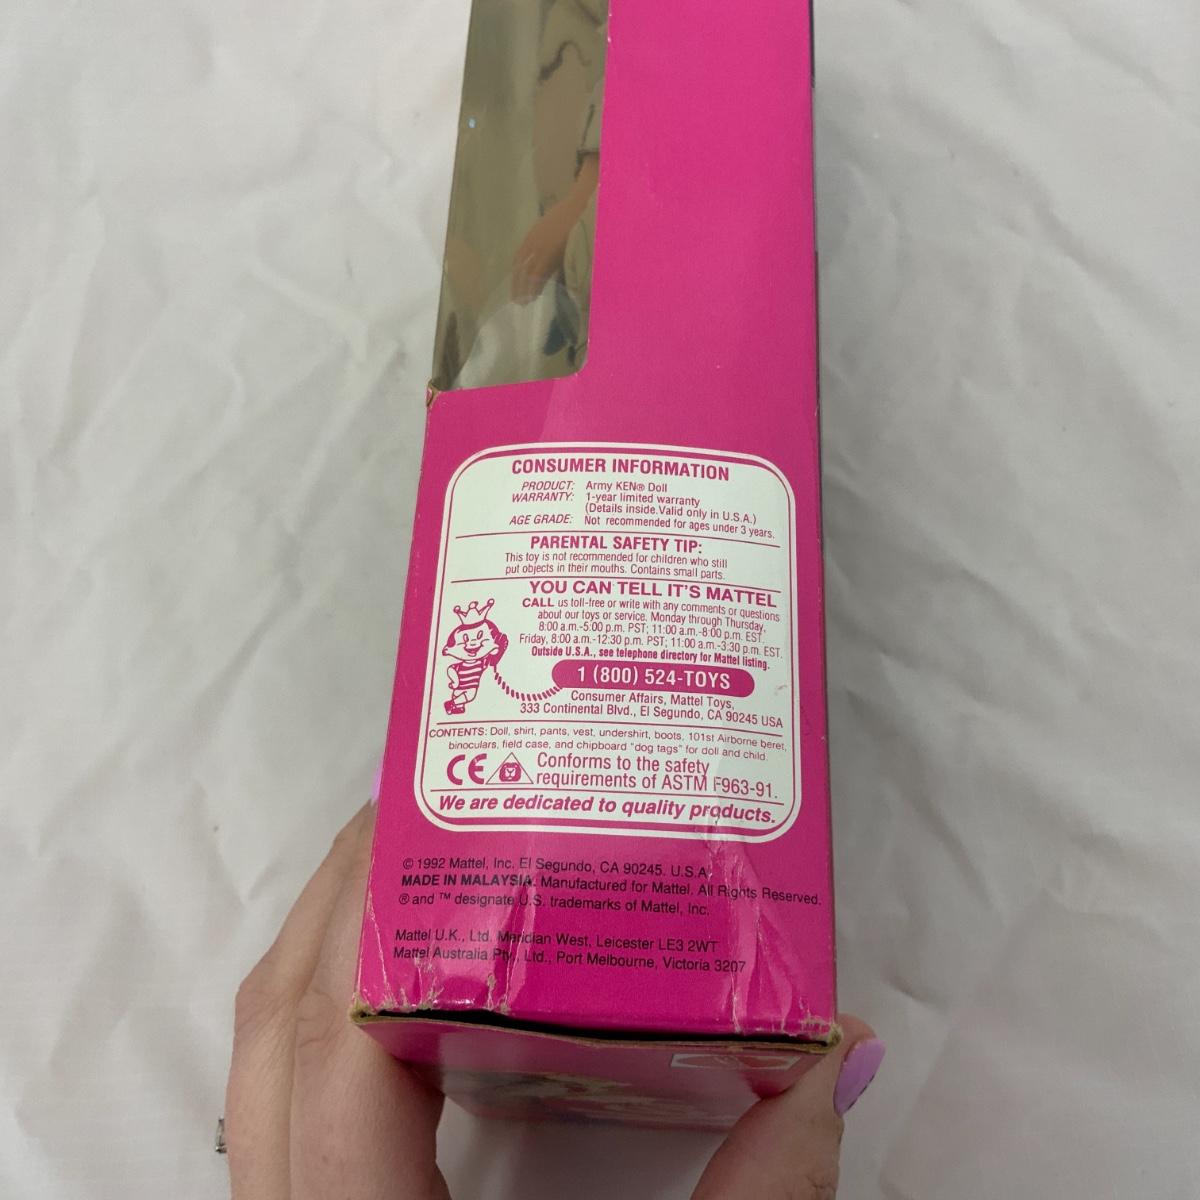 CONSUMER INFORMATION
PRODUCT: Army KEN® Doll
WARRANTY: 1-year limited warranty
(Details inside.Valid only in U.S.A.)
AGE GRADE: Not recommended for ages under 3 years.
PARENTAL SAFETY TIP:
This toy is not recommended for children who still
put objects in their mouths. Contains small parts.
YOU CAN TELL IT'S MATTEL
CALL us toll-free or write with any comments or questions
about our toys or service. Monday through Thursday,
8:00 a.m.-5:00 p.m. PST; 11:00 a.m.-8:00 p.m. EST.
Friday, 8:00 a.m.-12:30 p.m. PST; 11:00 a.m.-3:30 p.m. EST.
Outside U.S.A., see telephone directory for Mattel listing.
1 (800) 524-TOYS
Consumer Affairs, Mattel Toys,
333 Continental Blvd., El Segundo, CA 90245 USA
CONTENTS: Doll, shirt, pants, vest, undershirt, boots, 101st Airborne beret,
binoculars, field case, and chipboard "dog tags" for doll and child.
CE Conforms to the safety
requirements of ASTM F963-91.
We are dedicated to quality products.
© 1992 Mattel, Inc. El Segundo, CA 90245. U.S.A.
MADE IN MALAYSIA. Manufactured for Mattel. All Rights Reserved.
® and ™ designate U.S. trademarks of Mattel, Inc.
Mattel U.K., Ltd. Meridian West, Leicester LE3 2WT
Mattel Australia Pty., Ltd., Port Melbourne, Victoria 3207